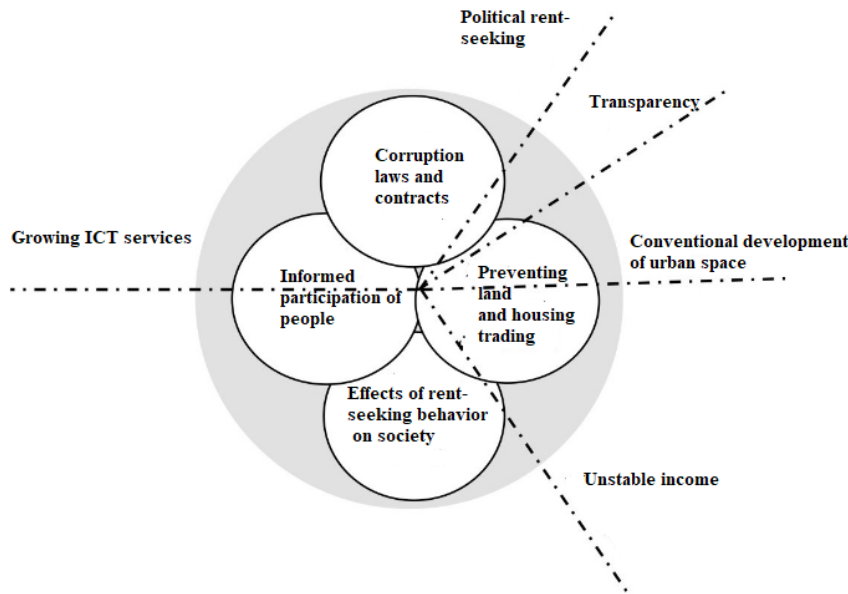 Political rent-
seeking
Transparency
Corruption
laws and
contracts
Growing ICT services
Conventional development
of urban space
Informed
participation of
people
Preventing
land
and housing
trading
Effects of rent-
seeking behavior
on society
Unstable income